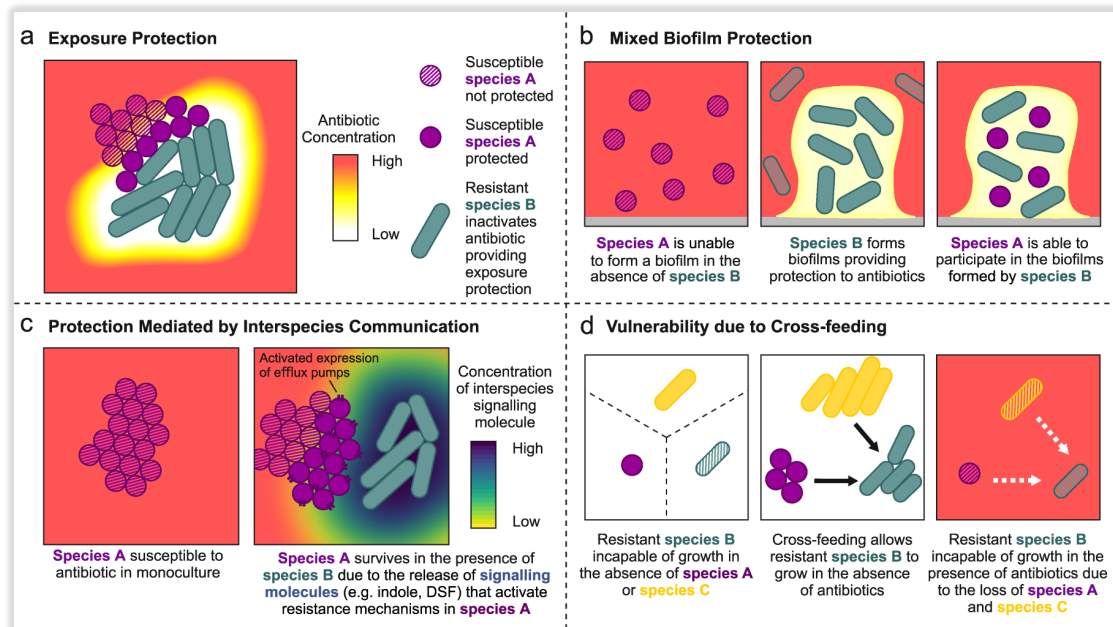 a Exposure Protection
Susceptible
species A
not protected
Susceptible
species A
protected
Antibiotic
Concentration
High
Low
Resistant
species B
inactivates
antibiotic
providing
exposure
protection
b Mixed Biofilm Protection
Species A is unable
to form a biofilm in the
absence of species B
Species B forms
biofilms providing
protection to antibiotics
Species A is able to
participate in the biofilms
formed by species B
c Protection Mediated by Interspecies Communication
Activated expression
of efflux pumps
Concentration
of interspecies
signalling
molecule
High
Low
Species A susceptible to
antibiotic in monoculture
Species A survives in the presence of
species B due to the release of signalling
molecules (e.g. indole, DSF) that activate
resistance mechanisms in species A
d Vulnerability due to Cross-feeding
Resistant species B
incapable of growth in
the absence of species A
or species C
Cross-feeding allows
resistant species B to
grow in the absence
of antibiotics
Resistant species B
incapable of growth in the
presence of antibiotics due
to the loss of species A
and species C